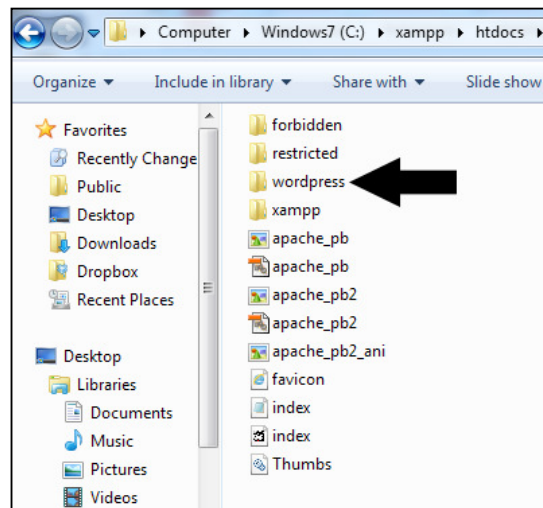 Computer Windows7 (C:) xampp htdocs
Organize Include in library Share with Slide show
Favorites
Recently Change
Public
Desktop
Downloads
Dropbox
Recent Places
Desktop
Libraries
Documents
Music
Pictures
Videos
forbidden
restricted
wordpress
xampp
apache_pb
apache_pb
apache_pb2
apache_pb2
apache_pb2_ani
favicon
index
index
Thumbs